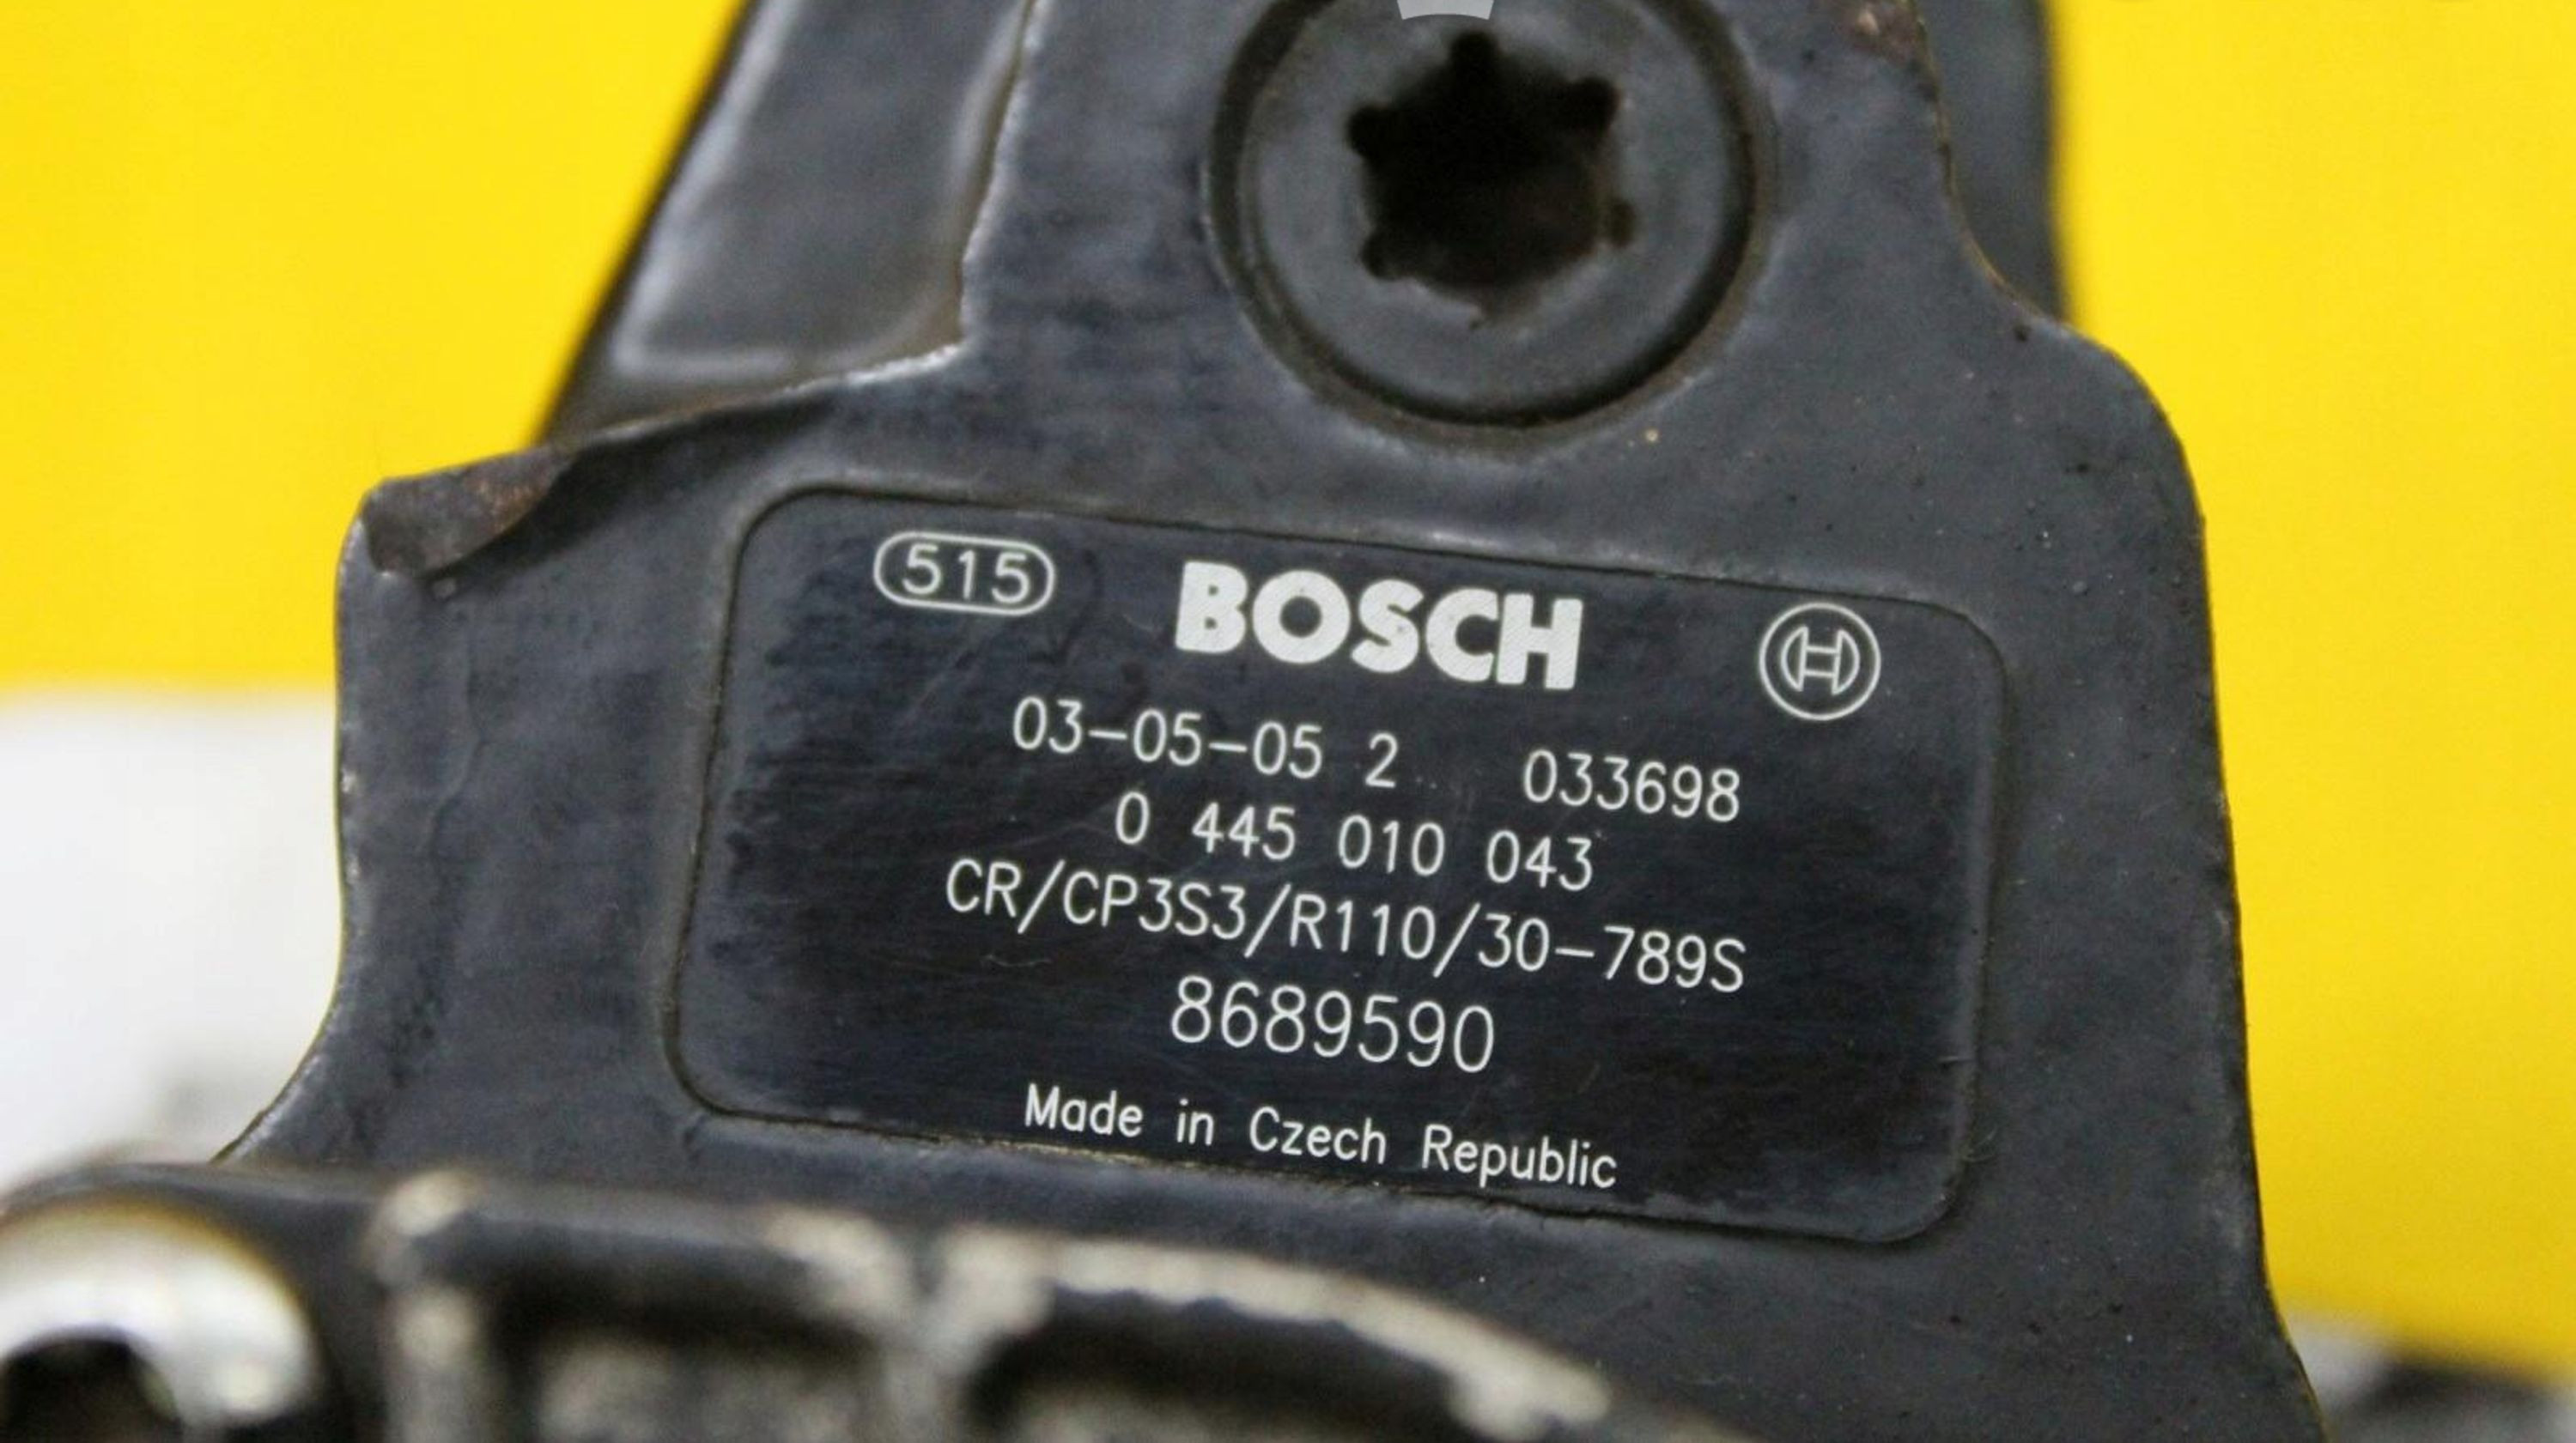 515 BOSCH
03-05-05 2 033698
0 445 010 043
CR/CP3S3/R110/30-789S
8689590
Made in Czech Republic